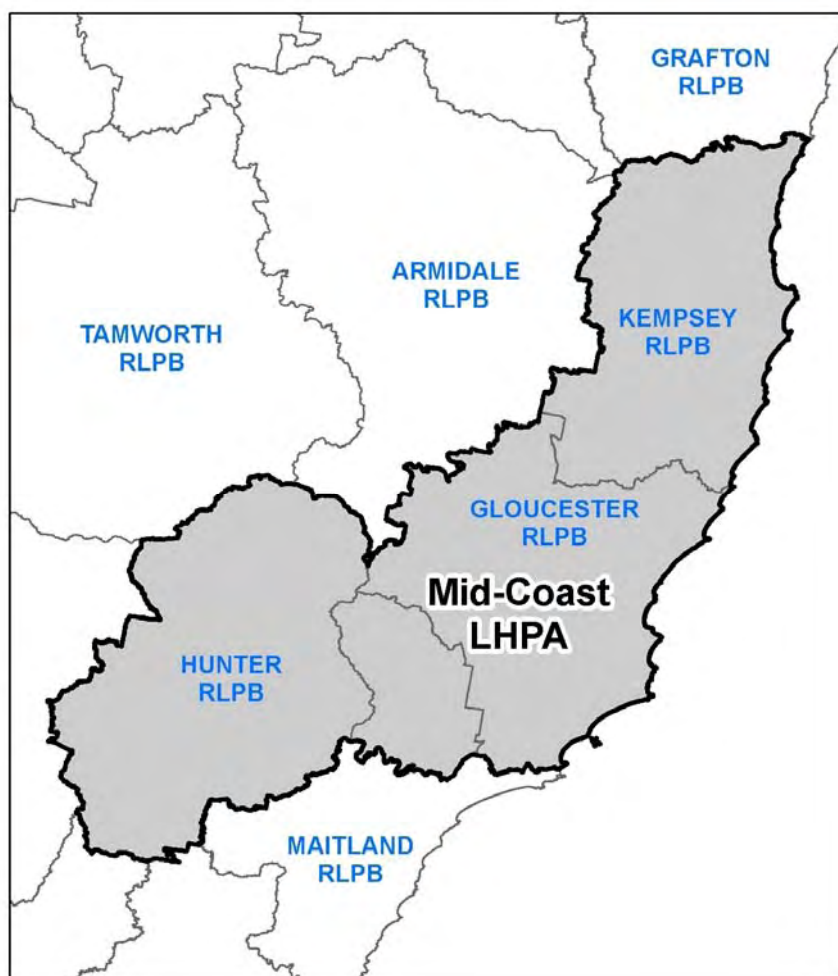 GRAFTON
RLPB
ARMIDALE
RLPB
KEMPSEY
RLPB
TAMWORTH
RLPB
GLOUCESTER
RLPB
Mid-Coast
LHPA
HUNTER
RLPB
MAITLAND
RLPB